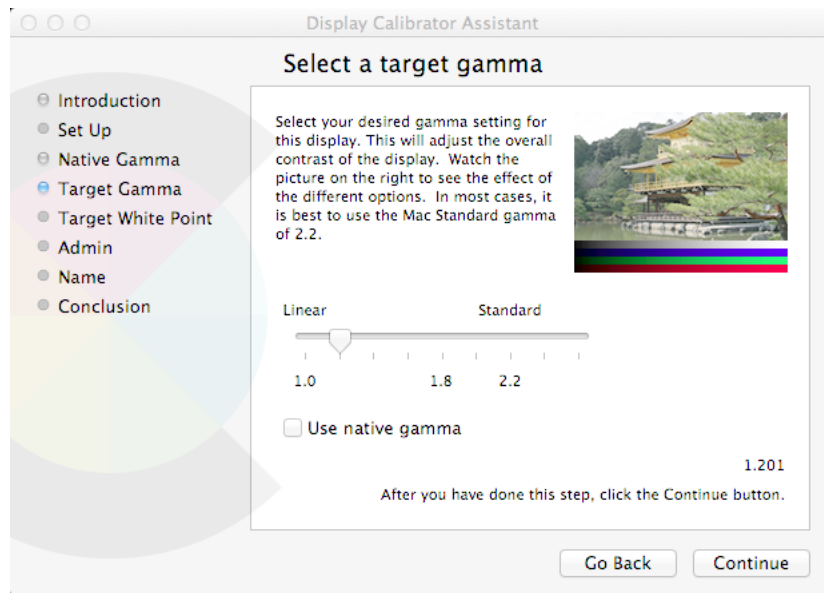 Display Calibrator Assistant
Select a target gamma
Introduction
Set Up
Native Gamma
Target Gamma
Target White Point
Admin
Name
Conclusion
Select your desired gamma setting for
this display. This will adjust the overall
contrast of the display. Watch the
picture on the right to see the effect of
the different options. In most cases, it
is best to use the Mac Standard gamma
of 2.2.
Linear Standard
1.0 1.8 2.2
Use native gamma
1.201
After you have done this step, click the Continue button.
Go Back Continue